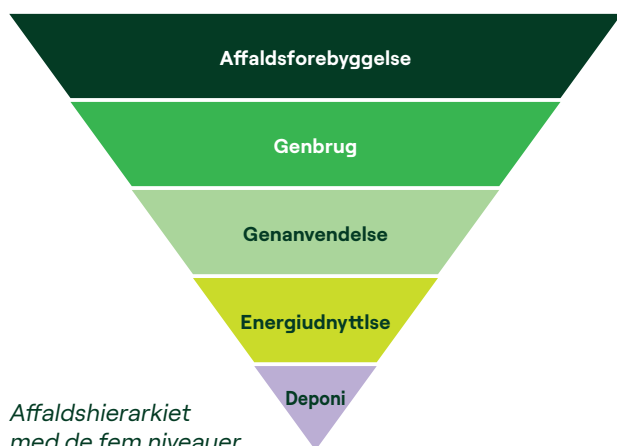 Affaldsforebyggelse
Genbrug
Genanvendelse
Energiudnyttlse
Deponi
Affaldshierarkiet
med de fem niveauer